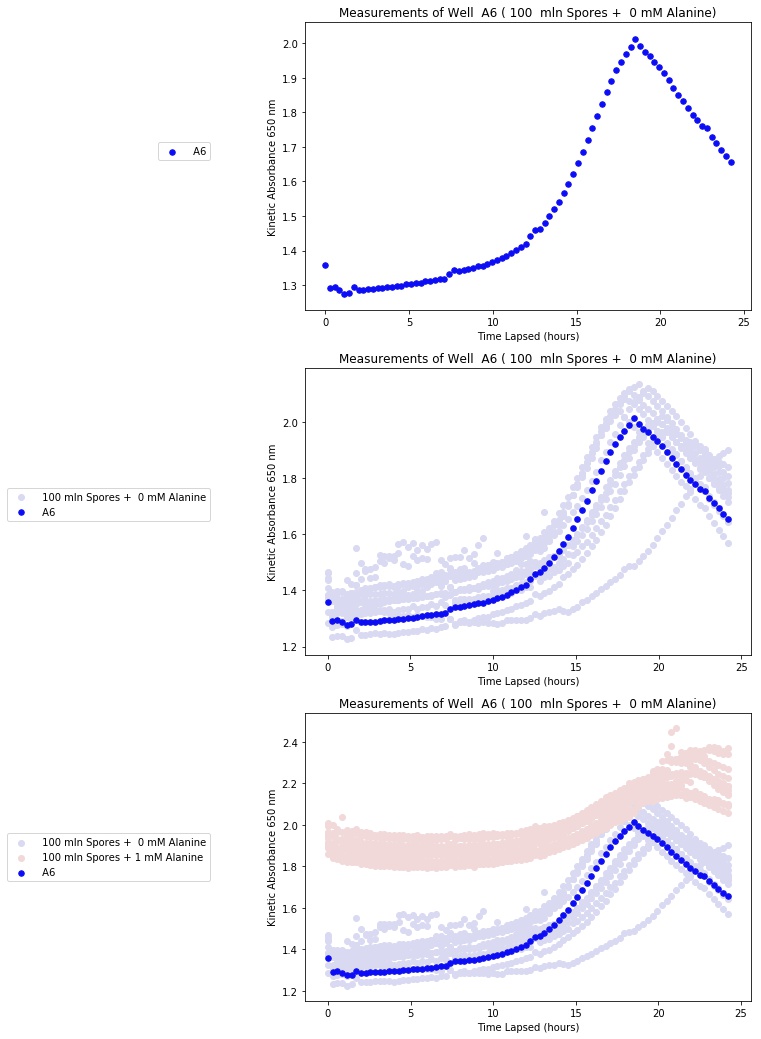 Measurements of Well  A6 ( 100  mln Spores +  0 mM Alanine)
2.0
1.9
1.8
1.7
1.6
1.5
1.4
1.3
Kinetic Absorbance 650 nm
A6
0 5 10 15 20 25
Time Lapsed (hours)
Measurements of Well  A6 ( 100  mln Spores +  0 mM Alanine)
2.0
1.8
1.6
1.4
1.2
Kinetic Absorbance 650 nm
100 mln Spores +  0 mM Alanine
A6
0 5 10 15 20 25
Time Lapsed (hours)
Measurements of Well  A6 ( 100  mln Spores +  0 mM Alanine)
2.4
2.2
2.0
1.8
1.6
1.4
1.2
Kinetic Absorbance 650 nm
100 mln Spores +  0 mM Alanine
100 mln Spores + 1 mM Alanine
A6
0 5 10 15 20 25
Time Lapsed (hours)